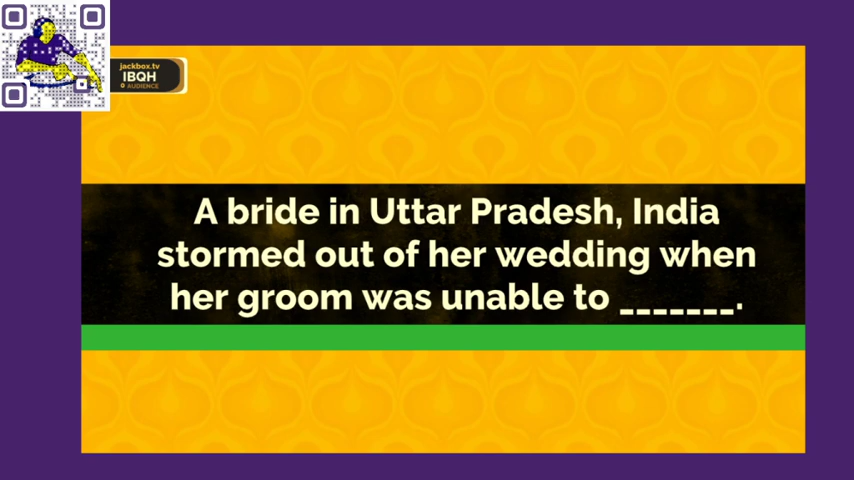 jackbox.tv
IBQH
0 AUDIENCE
A bride in Uttar Pradesh, India
stormed out of her wedding when
her groom was unable to _______.